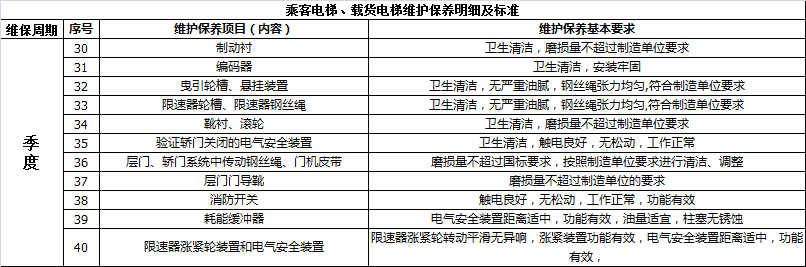 乘客电梯、载货电梯维护保养明细及标准
维保周期 序号 维护保养项目（内容） 维护保养基本要求
季度
30 制动衬 卫生清洁，磨损量不超过制造单位要求
31 编码器 卫生清洁，安装牢固
32 曳引轮槽、悬挂装置 卫生清洁，无严重油腻，钢丝绳张力均匀,符合制造单位要求
33 限速器轮槽、限速器钢丝绳 卫生清洁，无严重油腻，钢丝绳张力均匀,符合制造单位要求
34 靴衬、滚轮 卫生清洁，磨损量不超过制造单位要求
35 验证轿门关闭的电气安全装置 卫生清洁，触电良好，无松动，工作正常
36 层门、轿门系统中传动钢丝绳、门机皮带 磨损量不超过国标要求，按照制造单位要求进行清洁、调整
37 层门门导靴 磨损量不超过制造单位的要求
38 消防开关 触电良好，无松动，工作正常，功能有效
39 耗能缓冲器 电气安全装置距离适中，功能有效，油量适宜，柱塞无锈蚀
40 限速器涨紧轮装置和电气安全装置 限速器涨紧轮转动平滑无异响，涨紧装置功能有效，电气安全装置距离适中，功能
有效，